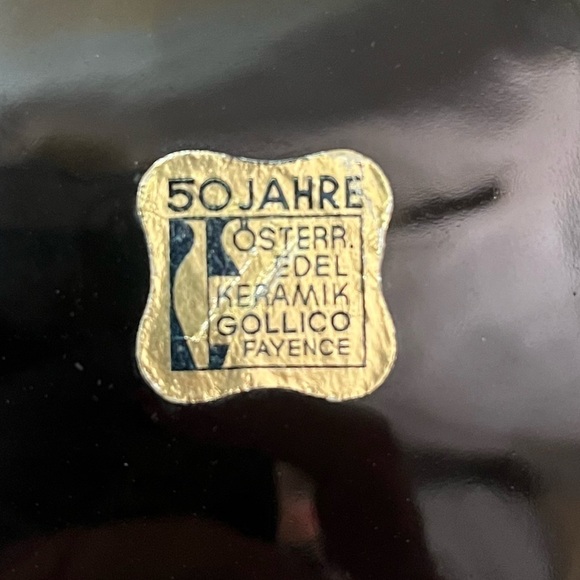 50 JAHRE
ÖSTERR.
EDEL
KERAMIK
GOLLICO
FAYENCE